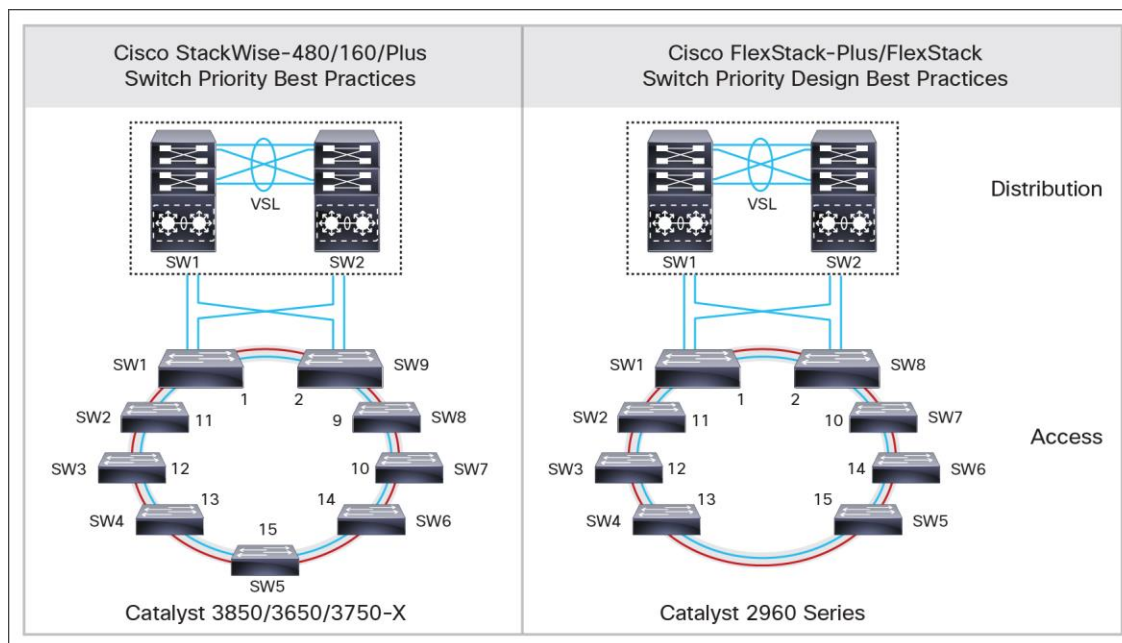 Cisco StackWise-480/160/Plus
Switch Priority Best Practices
VSL
SW1
SW2
SW1
SW9
1
2
SW2
11
9
SW8
SW3
12
10
SW7
SW4
13
14
SW6
15
SW5
Catalyst 3850/3650/3750-X
Cisco FlexStack-Plus/FlexStack
Switch Priority Design Best Practices
VSL
Distribution
SW1
SW2
SW1
SW8
1
2
SW2
11
10
SW7
Access
SW3
12
14
SW6
SW4
13
15
SW5
Catalyst 2960 Series